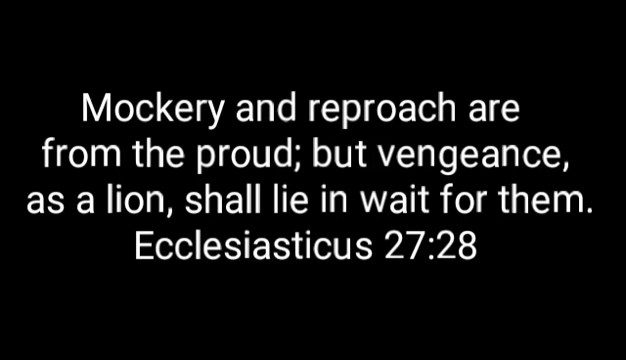 Mockery and reproach are
from the proud; but vengeance,
as a lion, shall lie in wait for them.
Ecclesiasticus 27:28